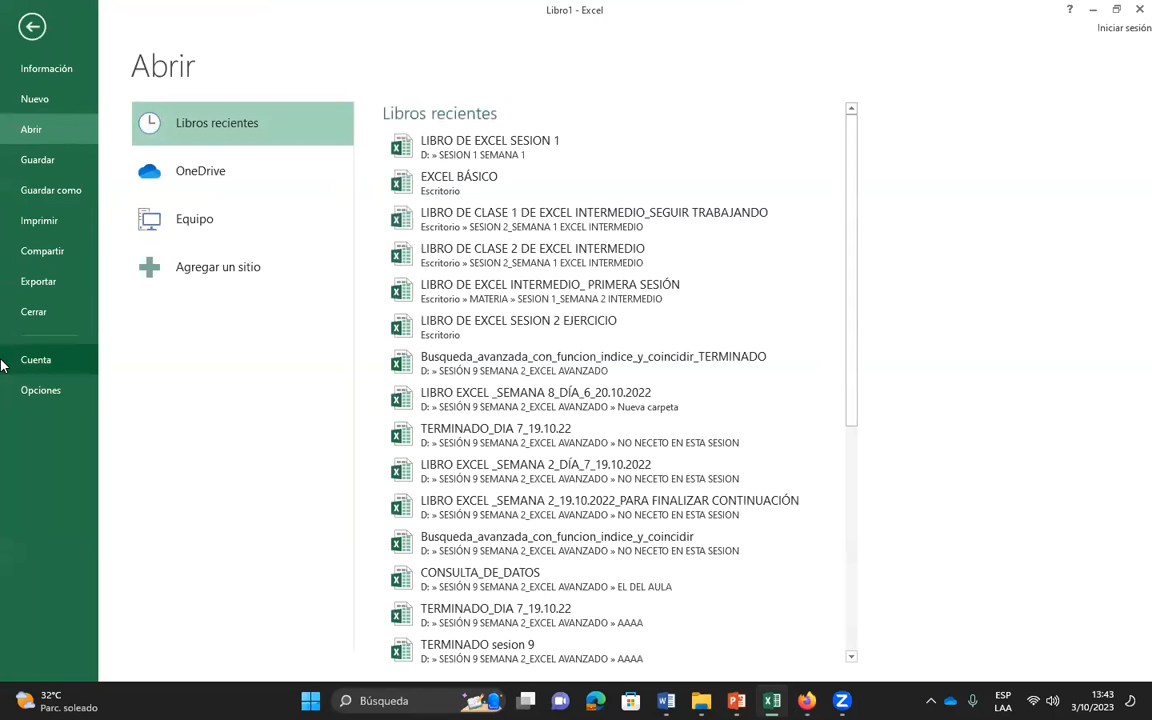 Libro1 - Excel
?
Iniciar sesión
Información
Nuevo
Abrir
Guardar
Guardar como
Imprimir
Compartir
Exportar
Cerrar
Cuenta
Opciones
Abrir
Libros recientes
OneDrive
Equipo
Agregar un sitio
Libros recientes
LIBRO DE EXCEL SESION 1
D: » SESION 1 SEMANA 1
EXCEL BÁSICO
Escritorio
LIBRO DE CLASE 1 DE EXCEL INTERMEDIO_SEGUIR TRABAJANDO
Escritorio » SESION 2_SEMANA 1 EXCEL INTERMEDIO
LIBRO DE CLASE 2 DE EXCEL INTERMEDIO
Escritorio » SESION 2_SEMANA 1 EXCEL INTERMEDIO
LIBRO DE EXCEL INTERMEDIO_ PRIMERA SESIÓN
Escritorio » MATERIA » SESION 1_SEMANA 2 INTERMEDIO
LIBRO DE EXCEL SESION 2 EJERCICIO
Escritorio
Busqueda_avanzada_con_funcion_indice_y_coincidir_TERMINADO
D: » SESIÓN 9 SEMANA 2_EXCEL AVANZADO
LIBRO EXCEL _SEMANA 8_DÍA_6_20.10.2022
D: » SESIÓN 9 SEMANA 2_EXCEL AVANZADO » Nueva carpeta
TERMINADO_DIA 7_19.10.22
D: » SESIÓN 9 SEMANA 2_EXCEL AVANZADO » NO NECETO EN ESTA SESION
LIBRO EXCEL _SEMANA 2_DÍA_7_19.10.2022
D: » SESIÓN 9 SEMANA 2_EXCEL AVANZADO » NO NECETO EN ESTA SESION
LIBRO EXCEL _SEMANA 2_19.10.2022_PARA FINALIZAR CONTINUACIÓN
D: » SESIÓN 9 SEMANA 2_EXCEL AVANZADO » NO NECETO EN ESTA SESION
Busqueda_avanzada_con_funcion_indice_y_coincidir
D: » SESIÓN 9 SEMANA 2_EXCEL AVANZADO » NO NECETO EN ESTA SESION
CONSULTA_DE_DATOS
D: » SESIÓN 9 SEMANA 2_EXCEL AVANZADO » EL DEL AULA
TERMINADO_DIA 7_19.10.22
D: » SESIÓN 9 SEMANA 2_EXCEL AVANZADO » AAAA
TERMINADO sesion 9
D: » SESIÓN 9 SEMANA 2_EXCEL AVANZADO » AAAA
32°C
Parc. soleado
Búsqueda
ESP
LAA
13:43
3/10/2023